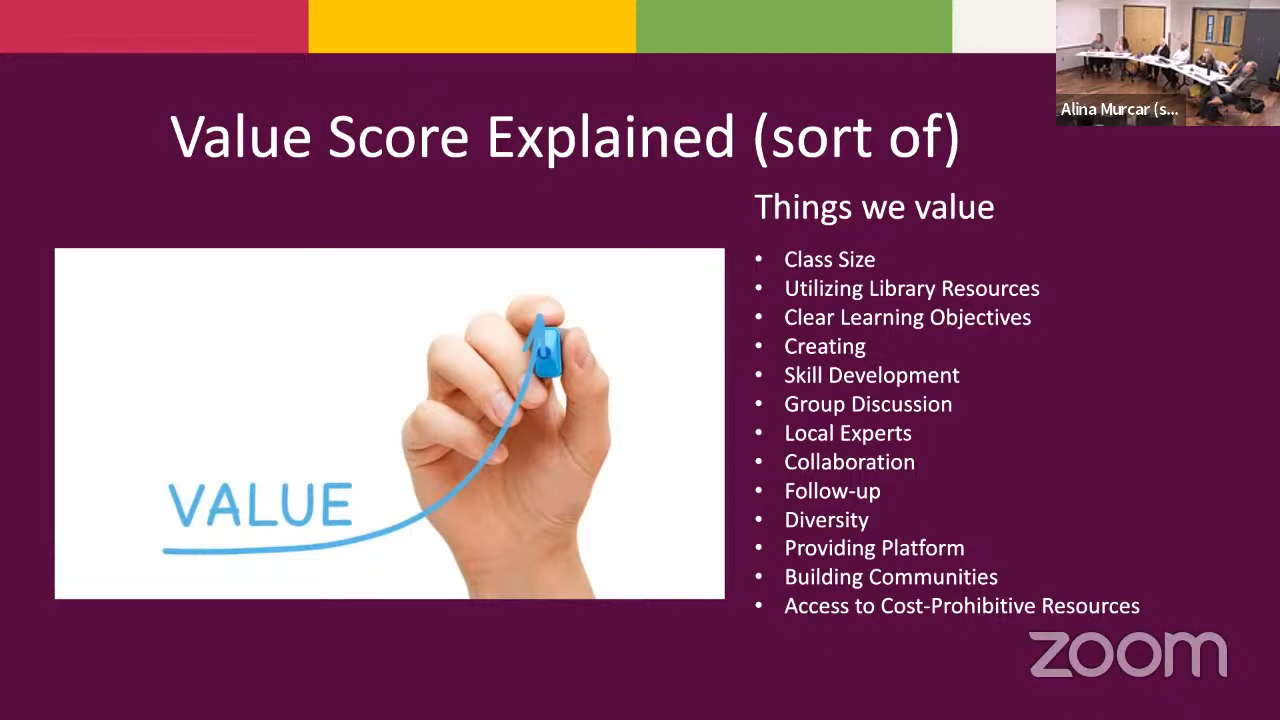 Alina Murcar (s...
Value Score Explained (sort of)
Things we value
• Class Size
• Utilizing Library Resources
• Clear Learning Objectives
• Creating
• Skill Development
• Group Discussion
• Local Experts
• Collaboration
• Follow-up
• Diversity
• Providing Platform
• Building Communities
• Access to Cost-Prohibitive Resources
VALUE
zoom